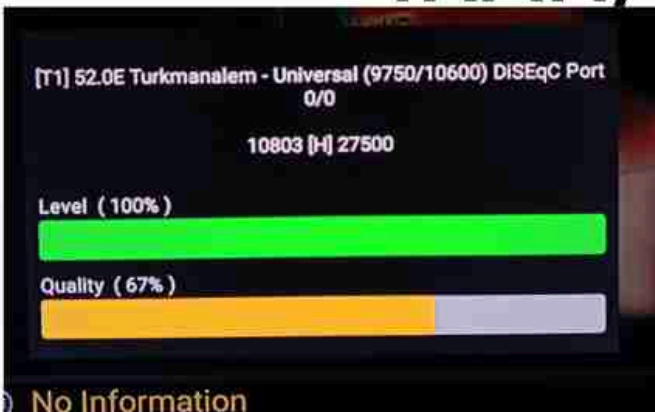 [T1] 52.0E Turkmanalem - Universal (9750/10600) DiSEqC Port
0/0
10803 [H] 27500
Level ( 100% )
Quality ( 67% )
No Information